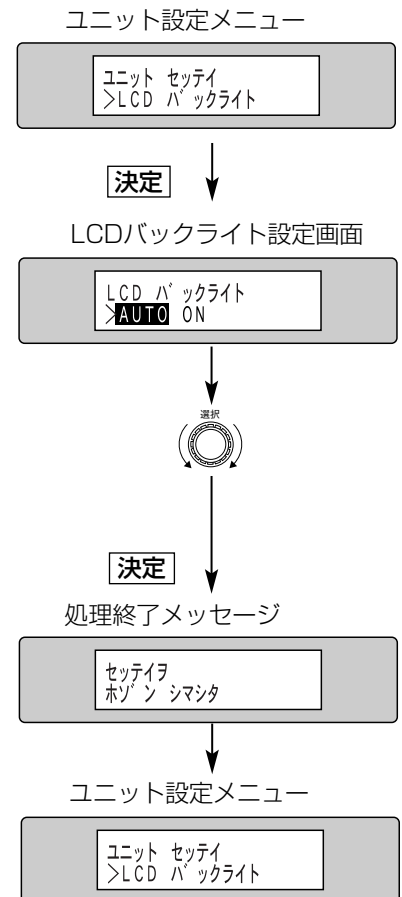 ユニット設定メニュー
ユニット セッテイ
>LCD バックライト
決定
LCDバックライト設定画面
LCD バックライト
>AUTO ON
選択
決定
処理終了メッセージ
セッテイヲ
ホゾン シマシタ
ユニット設定メニュー
ユニット セッテイ
>LCD バックライト